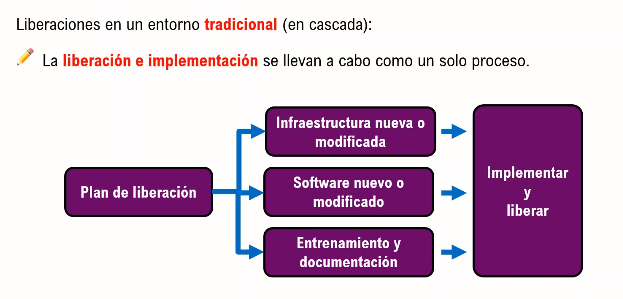 Liberaciones en un entorno tradicional (en cascada):
La liberación e implementación se llevan a cabo como un solo proceso.
Plan de liberación
Infraestructura nueva o
modificada
Software nuevo o
modificado
Entrenamiento y
documentación
Implementar
y
liberar